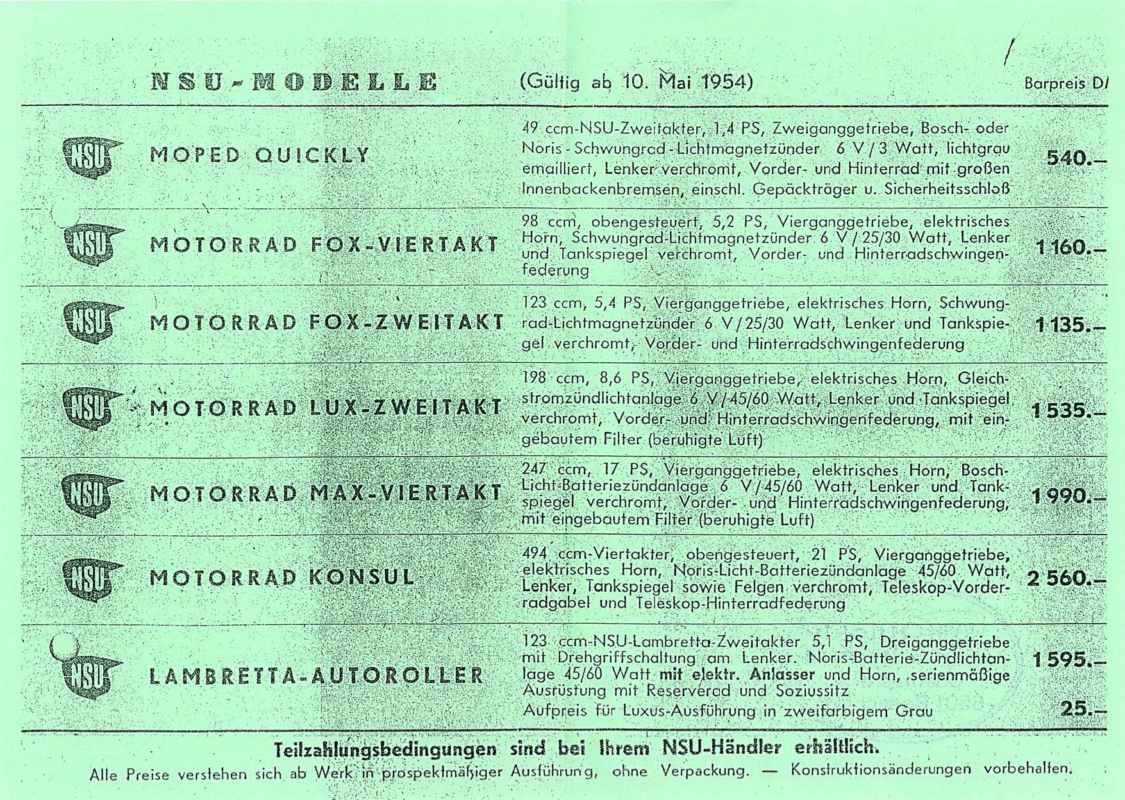 NSU-MODELLE (Gültig ab 10. Mai 1954) Barpreis D
NSU MOPED QUICKLY
49 ccm-NSU-Zweitakter, 1,4 PS, Zweiganggetriebe, Bosch- oder
Noris-Schwungrad-Lichtmagnetzünder 6 V/3 Watt, lichtgrau
emailliert, Lenker verchromt, Vorder- und Hinterrad mit großen
Innenbackenbremsen, einschl. Gepäckträger u. Sicherheitsschloß
540.—
NSU MOTORRAD FOX-VIERTAKT
98 ccm, obengesteuert, 5,2 PS, Vierganggetriebe, elektrisches
Horn, Schwungrad-Lichtmagnetzünder 6 V/25/30 Watt, Lenker
und Tankspiegel verchromt, Vorder- und Hinterradschwingen-
federung
1160.—
NSU MOTORRAD FOX-ZWEITAKT
123 ccm, 5,4 PS, Vierganggetriebe, elektrisches Horn, Schwung-
rad-Lichtmagnetzünder 6 V/25/30 Watt, Lenker und Tankspie-
gel verchromt, Vorder- und Hinterradschwingenfederung
1135.—
NSU MOTORRAD LUX-ZWEITAKT
198 ccm, 8,6 PS, Vierganggetriebe, elektrisches Horn, Gleich-
stromzündlichtanlage 6 V/45/60 Watt, Lenker und Tankspiegel
verchromt, Vorder- und Hinterradschwingenfederung, mit ein-
gebautem Filter (beruhigte Luft)
1535.—
NSU MOTORRAD MAX-VIERTAKT
247 ccm, 17 PS, Vierganggetriebe, elektrisches Horn, Bosch-
Licht-Batteriezündanlage 6 V/45/60 Watt, Lenker und Tank-
spiegel verchromt, Vorder- und Hinterradschwingenfederung,
mit eingebautem Filter (beruhigte Luft)
1990.—
NSU MOTORRAD KONSUL
494 ccm-Viertakter, obengesteuert, 21 PS, Vierganggetriebe,
elektrisches Horn, Noris-Licht-Batteriezündanlage 45/60 Watt,
Lenker, Tankspiegel sowie Felgen verchromt, Teleskop-Vorder-
radgabel und Teleskop-Hinterradfederung
2560.—
NSU LAMBRETTA-AUTOROLLER
123 ccm-NSU-Lambretta-Zweitakter 5,1 PS, Dreiganggetriebe
mit Drehgriffschaltung am Lenker. Noris-Batterie-Zündlichtan-
lage 45/60 Watt mit elektr. Anlasser und Horn, serienmäßige
Ausrüstung mit Reserverad und Soziussitz
1595.—
Aufpreis für Luxus-Ausführung in zweifarbigem Grau 25.—
Teilzahlungsbedingungen sind bei Ihrem NSU-Händler erhältlich.
Alle Preise verstehen sich ab Werk in prospektmäßiger Ausführung, ohne Verpackung. — Konstruktionsänderungen vorbehalten.